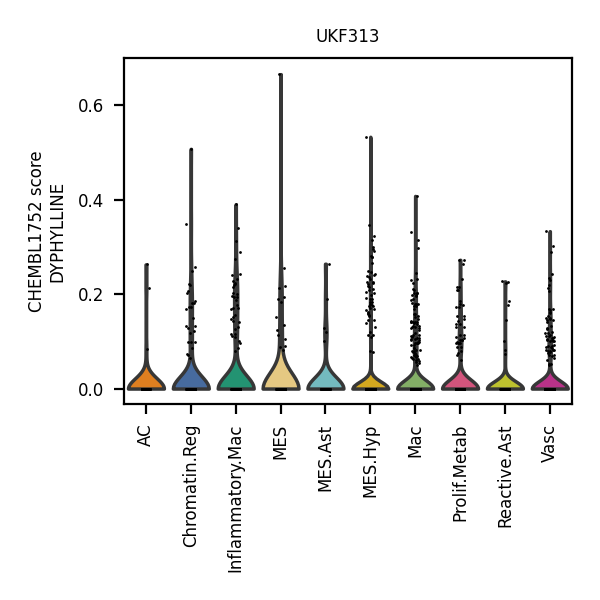 UKF313
CHEMBL1752 score
DYPHYLLINE
0.6
0.4
0.2
0.0
AC
Chromatin.Reg
Inflammatory.Mac
MES
MES.Ast
MES.Hyp
Mac
Prolif.Metab
Reactive.Ast
Vasc